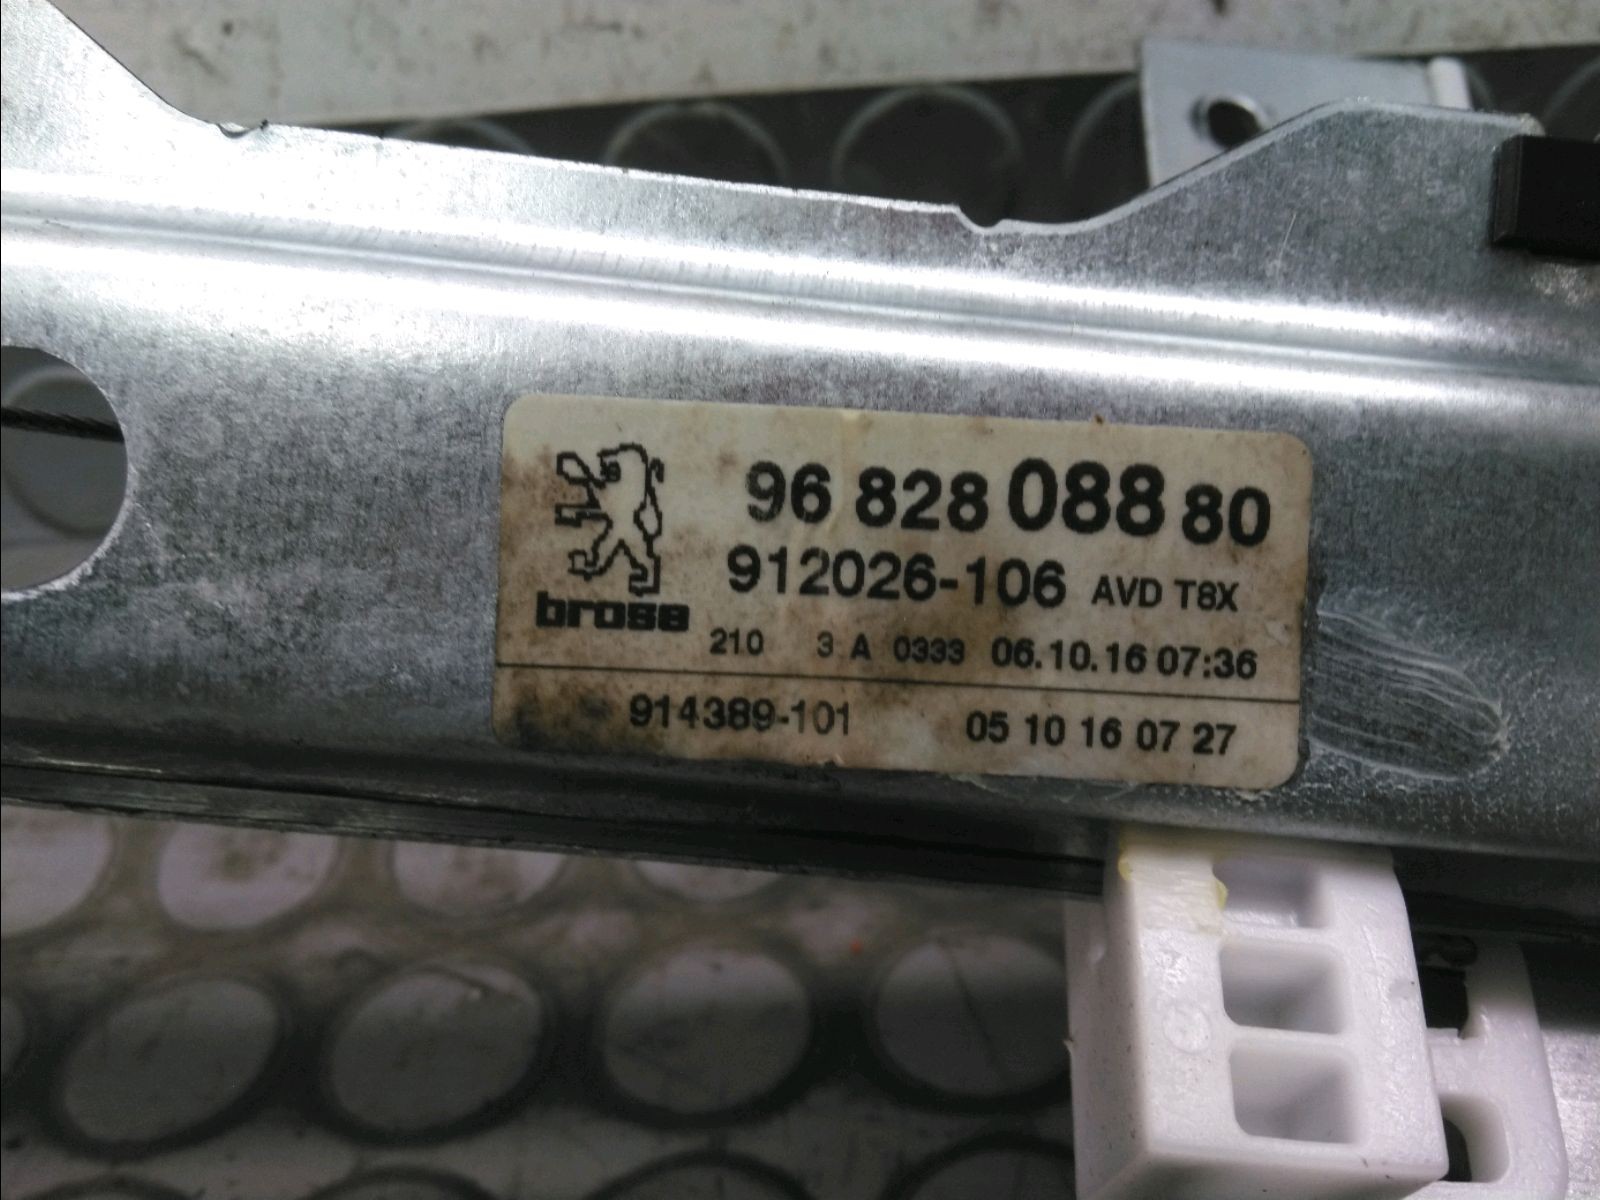 96 828 088 80
912026-106 AVD T8X
brose
210 3 A 0333 06.10.16 07:36
914389-101 05 10 16 07 27